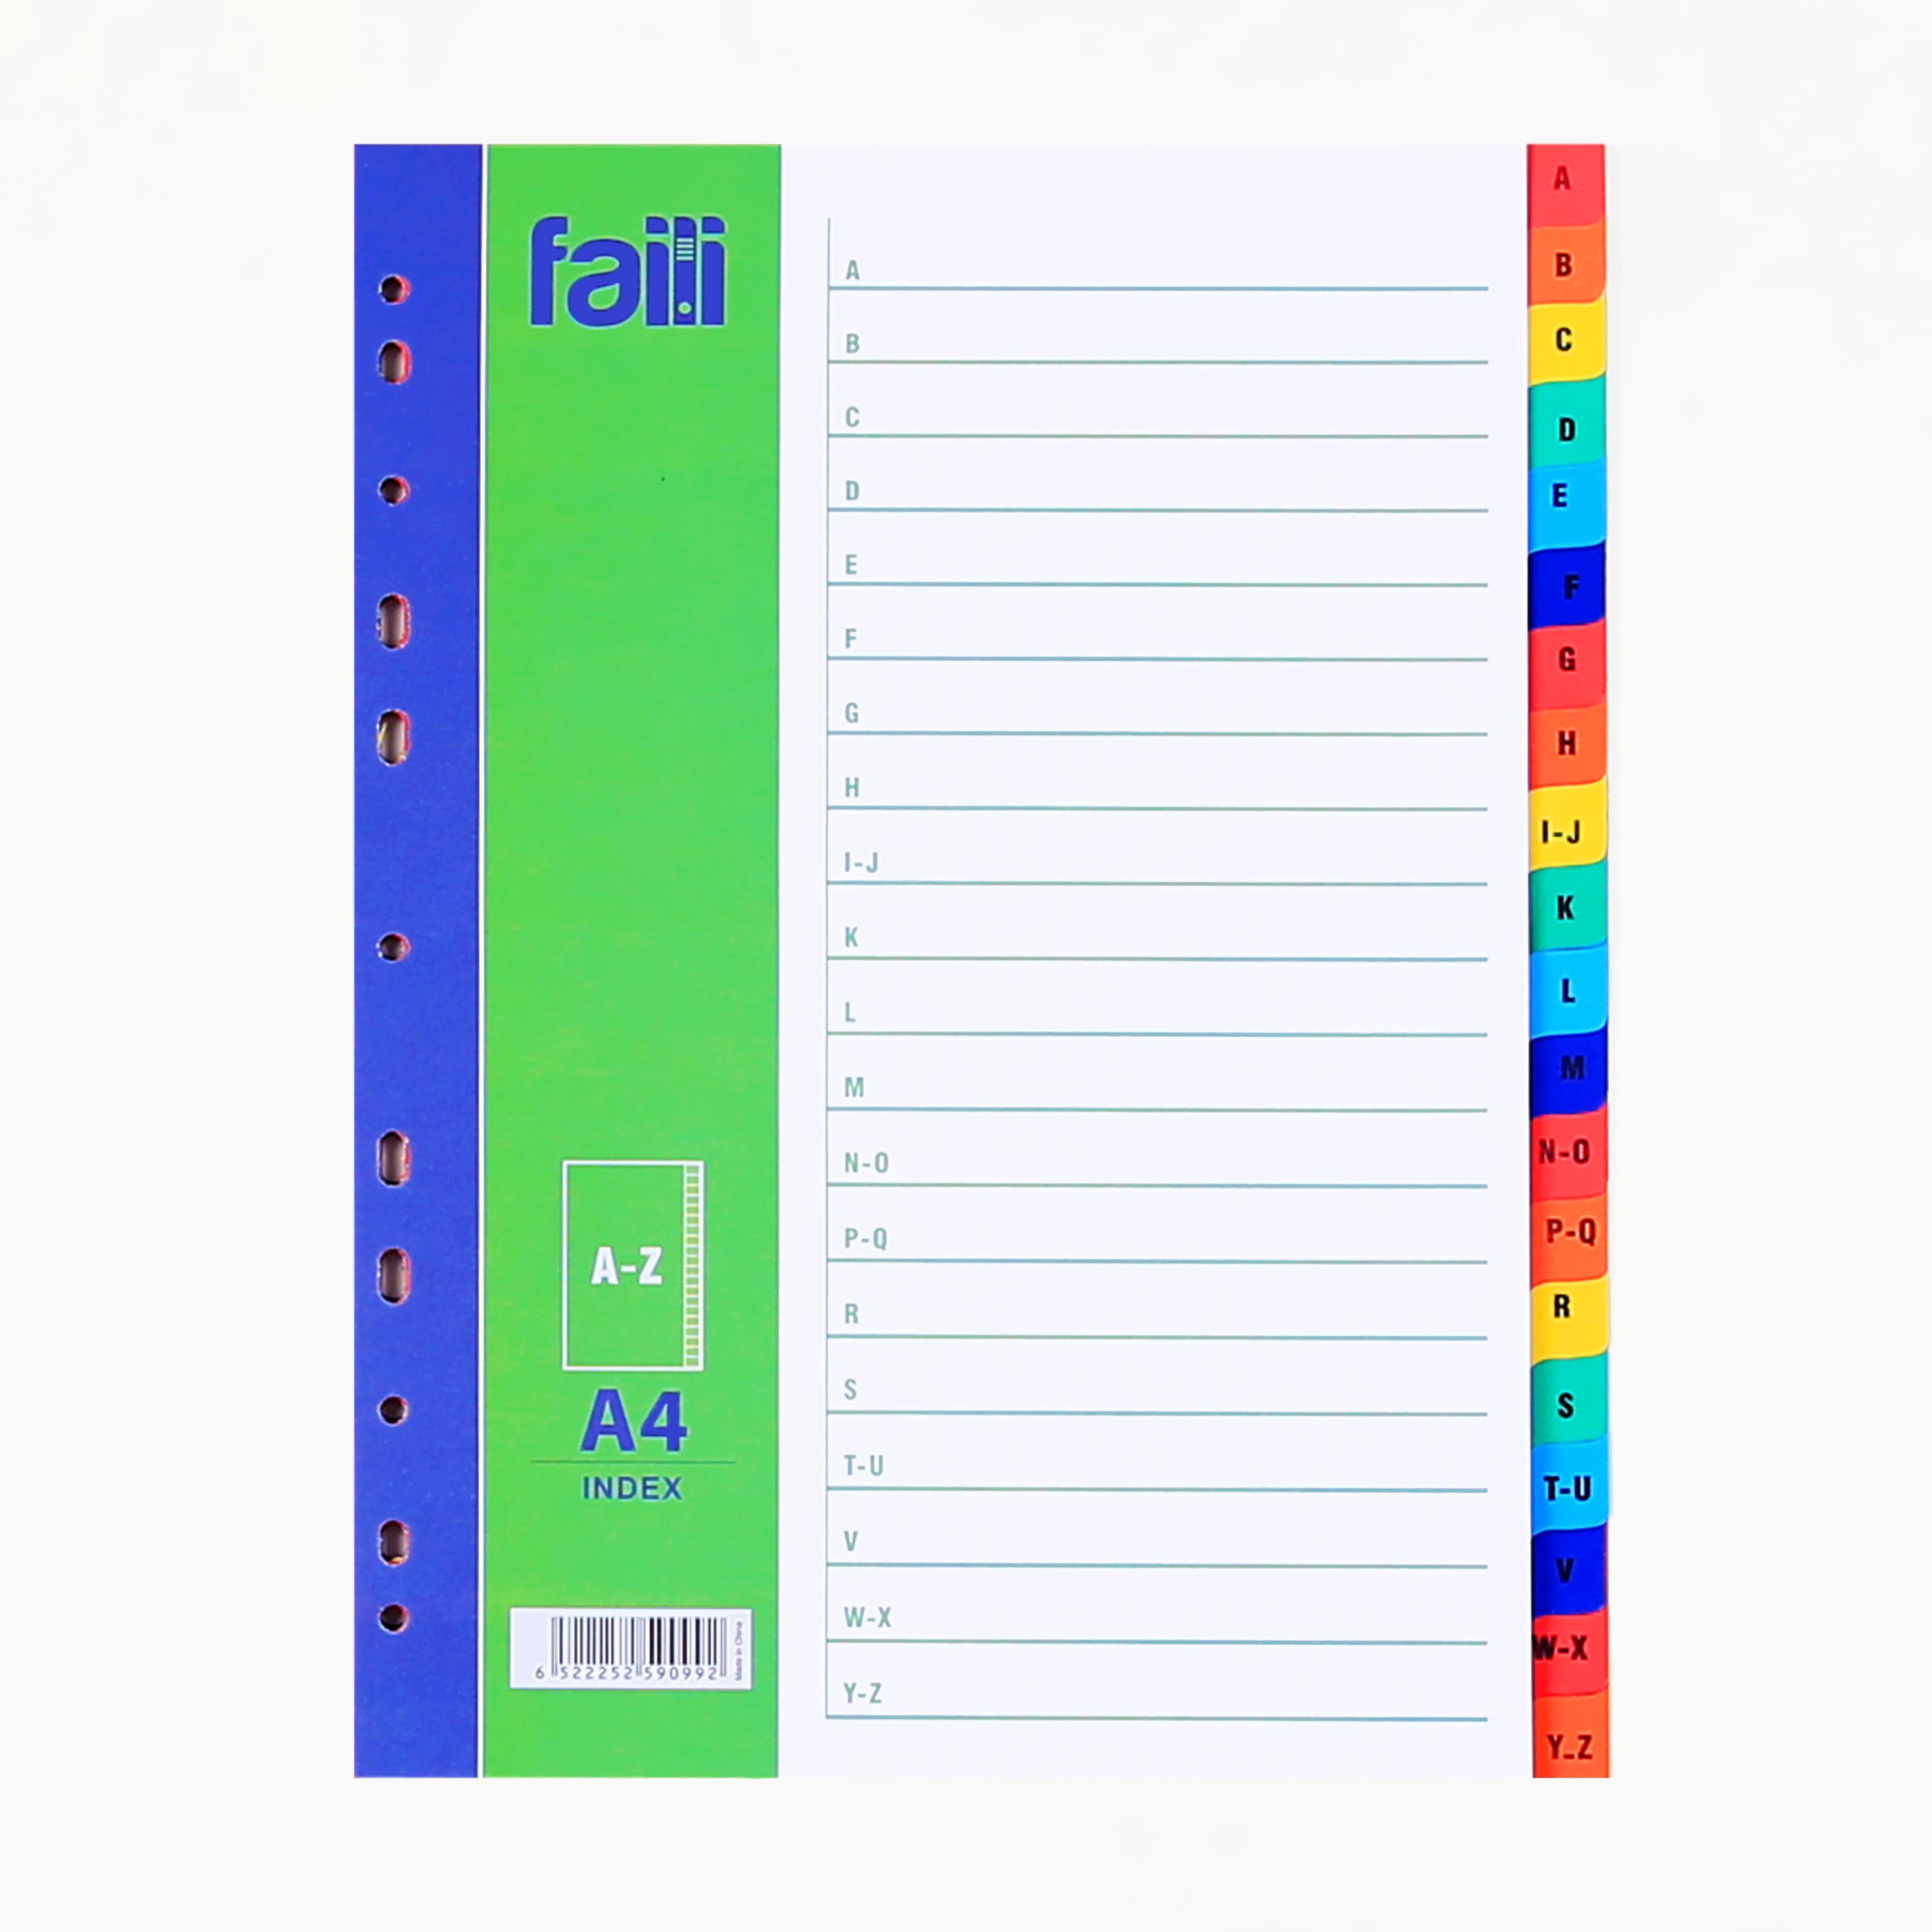 faili
A-Z
A4
INDEX
6 522252 590992
Made in China
A
B
C
D
E
F
G
H
I-J
K
L
M
N-O
P-Q
R
S
T-U
V
W-X
Y-Z
A
B
C
D
E
F
G
H
I-J
K
L
M
N-O
P-Q
R
S
T-U
V
W-X
Y-Z